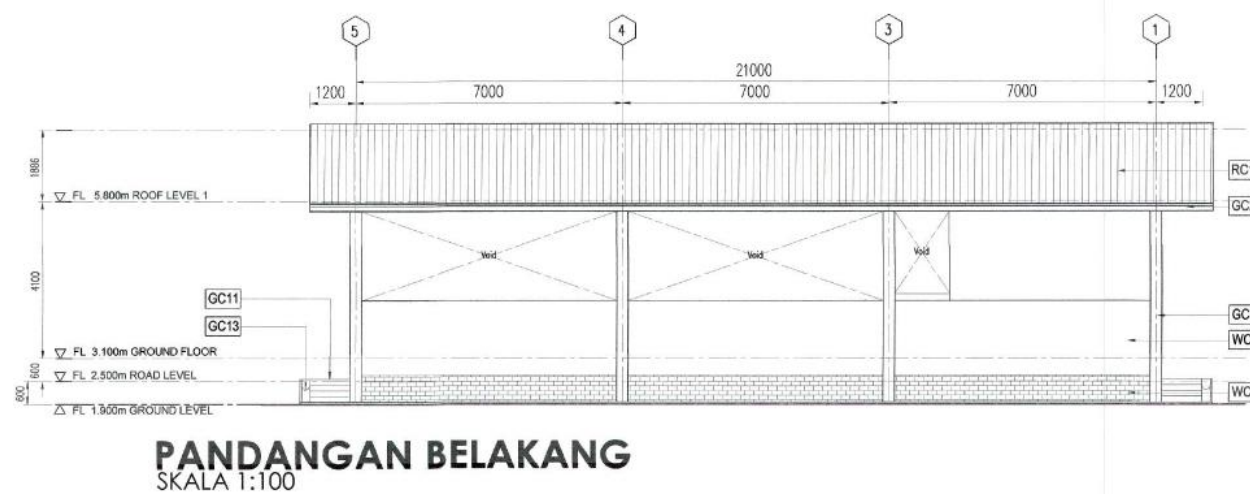 5 4 3 1
21000
1200 7000 7000 7000 1200
1886
RC
FL 5.800m ROOF LEVEL 1
GC
Void Void Void
4100
GC11
GC13
GC
WC
FL 3.100m GROUND FLOOR
600
FL 2.500m ROAD LEVEL
600
WC
FL 1.900m GROUND LEVEL
PANDANGAN BELAKANG
SKALA 1:100